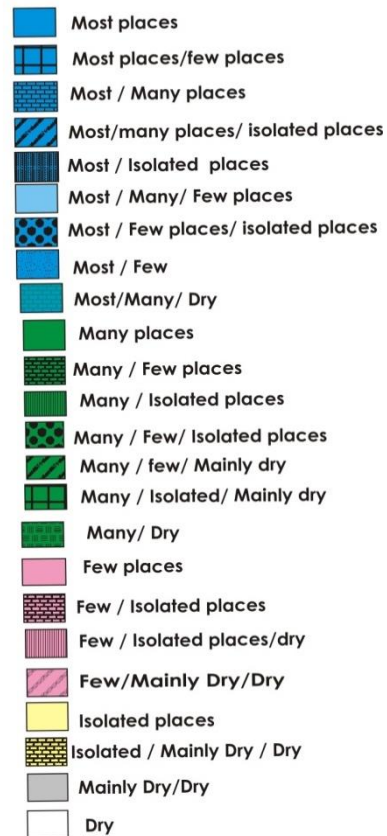 Most places
Most places/few places
Most / Many places
Most/many places/ isolated places
Most / Isolated  places
Most / Many/ Few places
Most / Few places/ isolated places
Most / Few
Most/Many/ Dry
Many places
Many / Few places
Many / Isolated places
Many / Few/ Isolated places
Many / few/ Mainly dry
Many / Isolated/ Mainly dry
Many/ Dry
Few places
Few / Isolated places
Few / Isolated places/dry
Few/Mainly Dry/Dry
Isolated places
Isolated / Mainly Dry / Dry
Mainly Dry/Dry
Dry